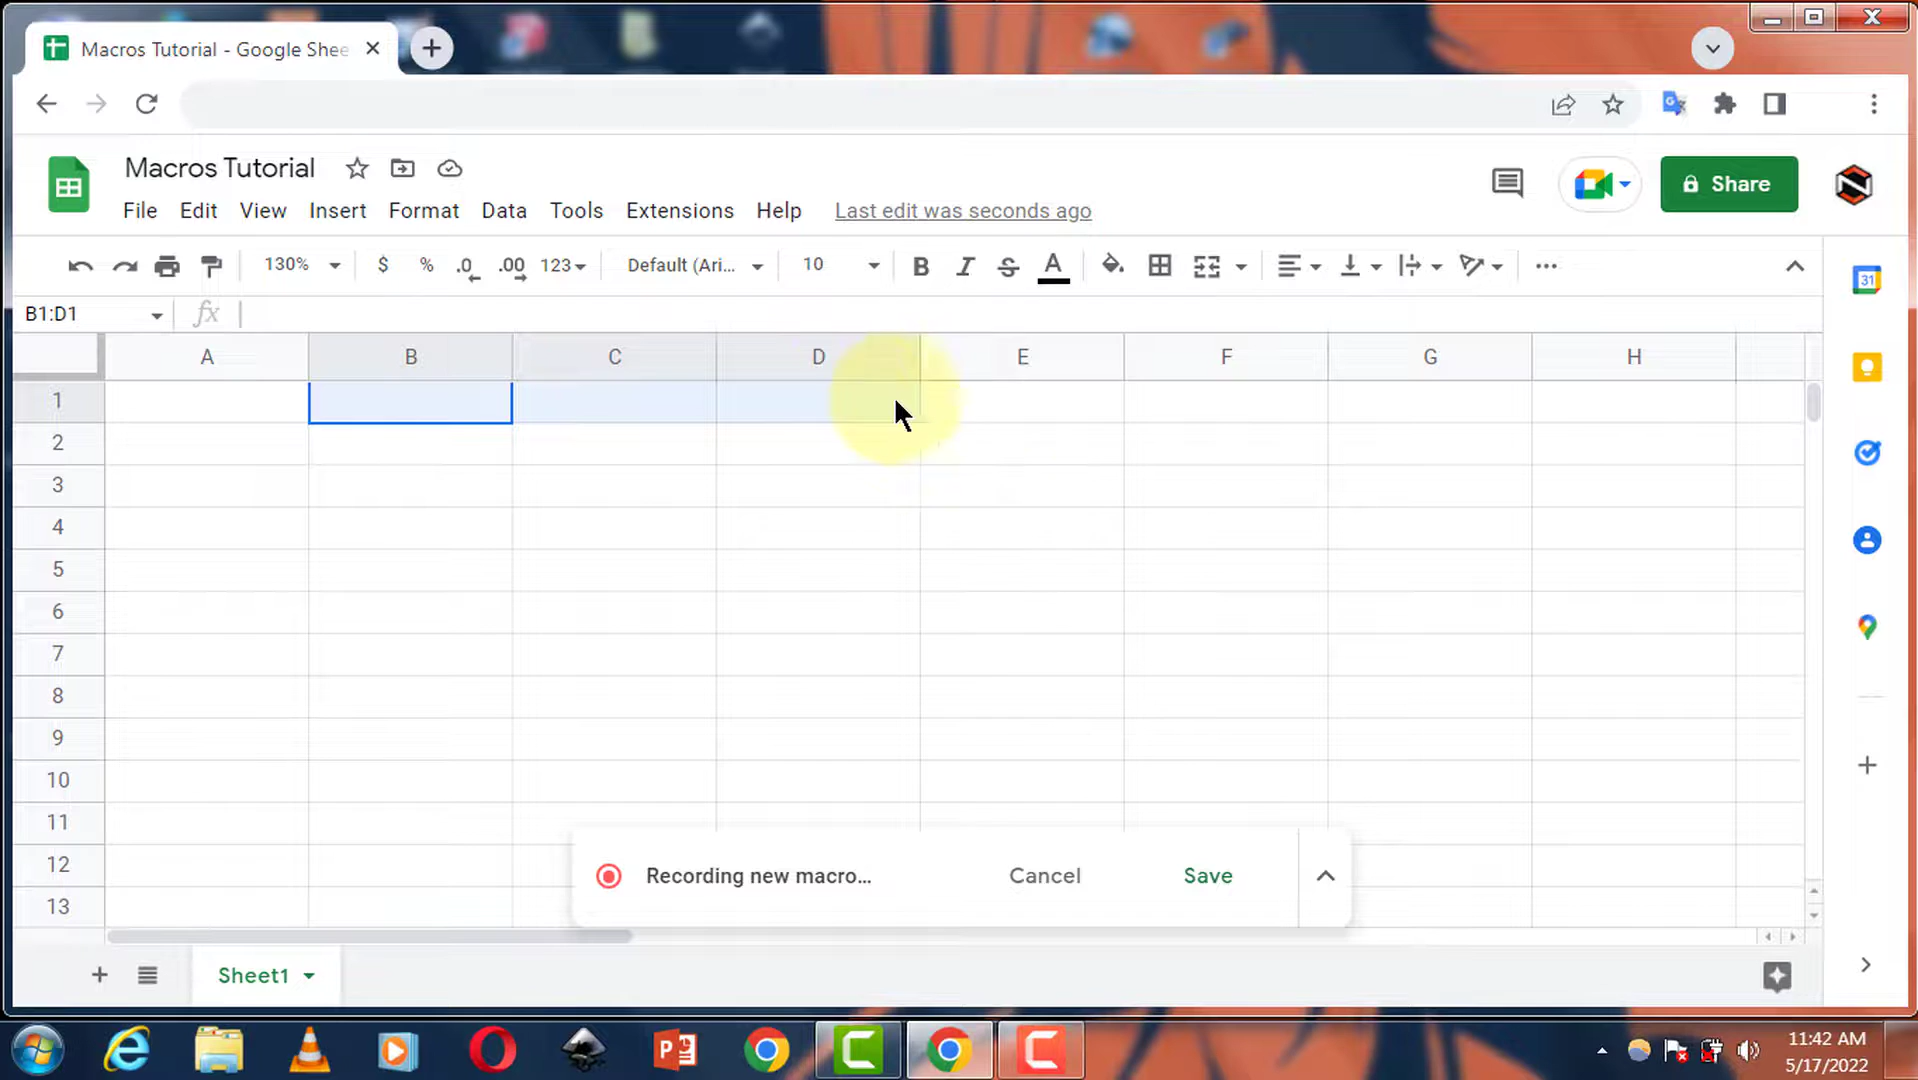 Macros Tutorial - Google Shee
Macros Tutorial
File Edit View Insert Format Data Tools Extensions Help Last edit was seconds ago
Share
130% $ % .0 .00 123 Default (Ari... 10 B I S A
31
B1:D1 fx
A B C D E F G H
1
2
3
4
5
6
7
8
9
10
11
12
13
Recording new macro... Cancel Save
Sheet1
11:42 AM
5/17/2022